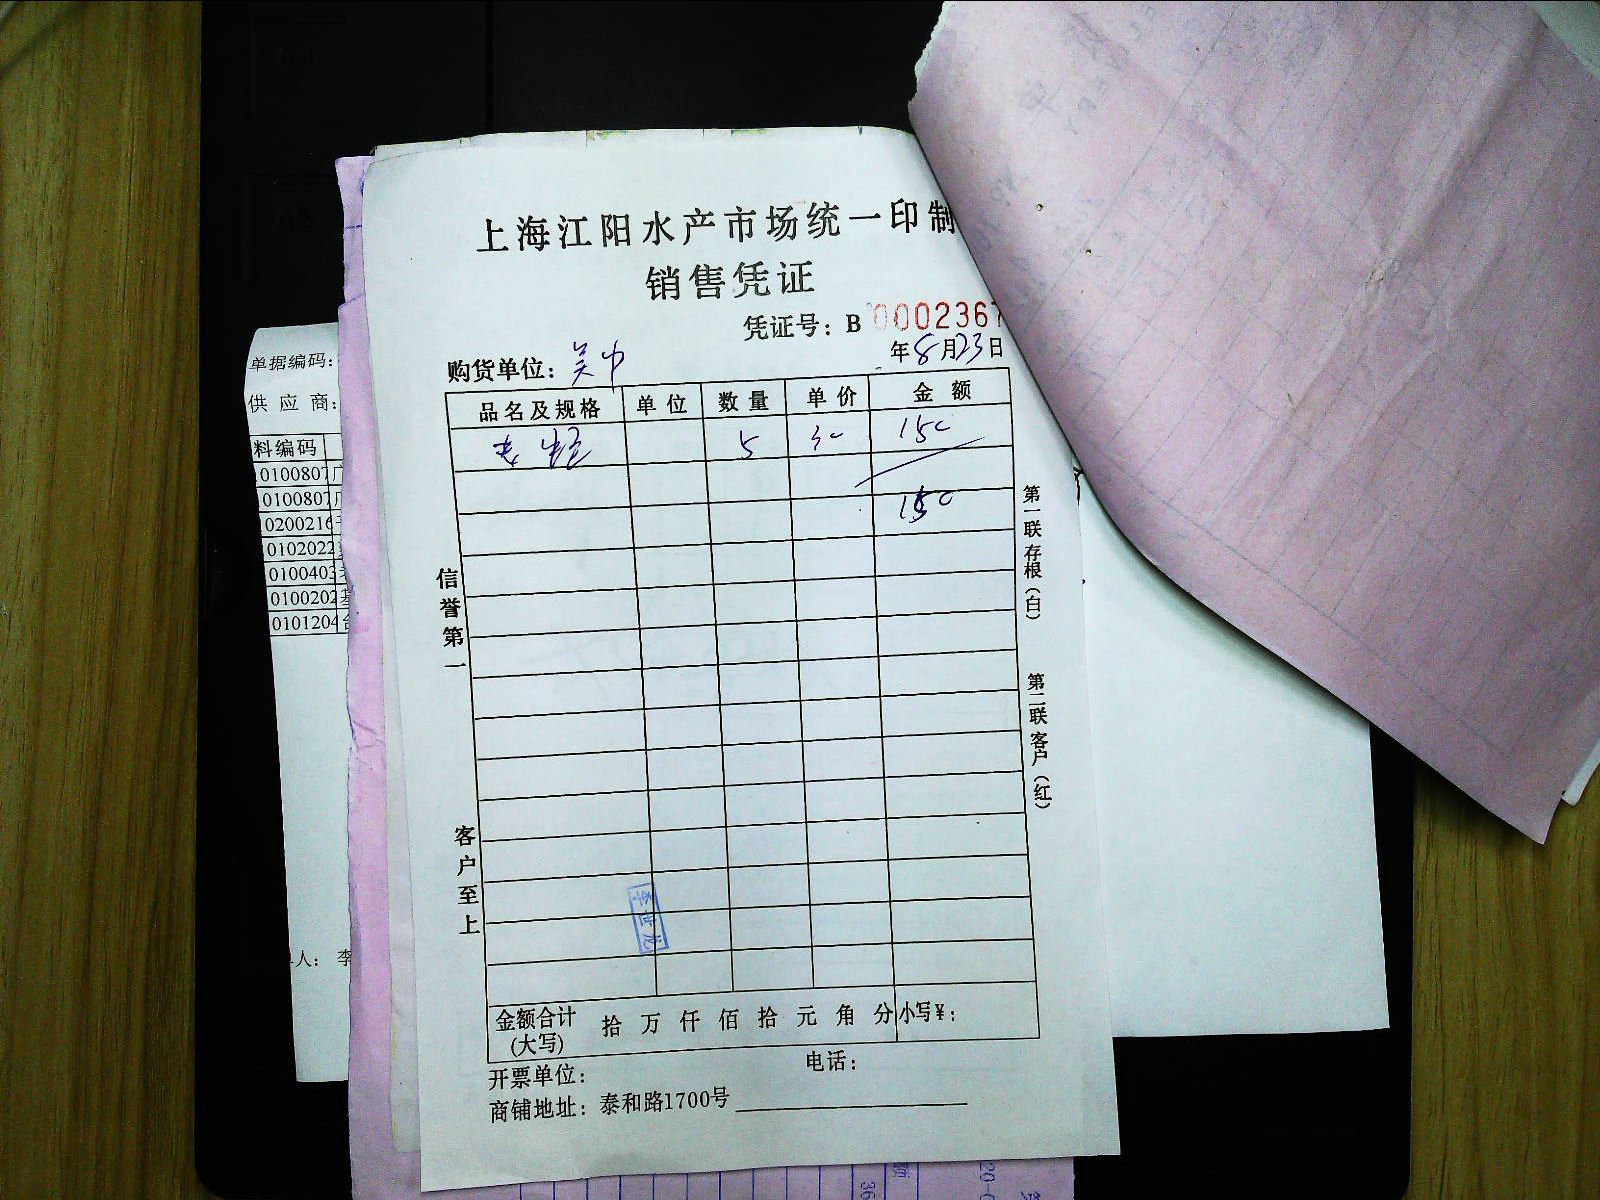 上海江阳水产市场统一印制
销售凭证
凭证号：B 0002367
购货单位：吴中
年8月23日
品名及规格 单位 数量 单价 金额
5 30 150
150
信誉第一
客户至上
第一联存根（白）
第二联客户（红）
李世龙
金额合计（大写） 拾 万 仟 佰 拾 元 角 分 小写¥：
开票单位： 电话：
商铺地址：泰和路1700号
单据编码：
供应商：
料编码
0100807
0100807
0200216
0102022
0100403
0100202
0101204
人： 李